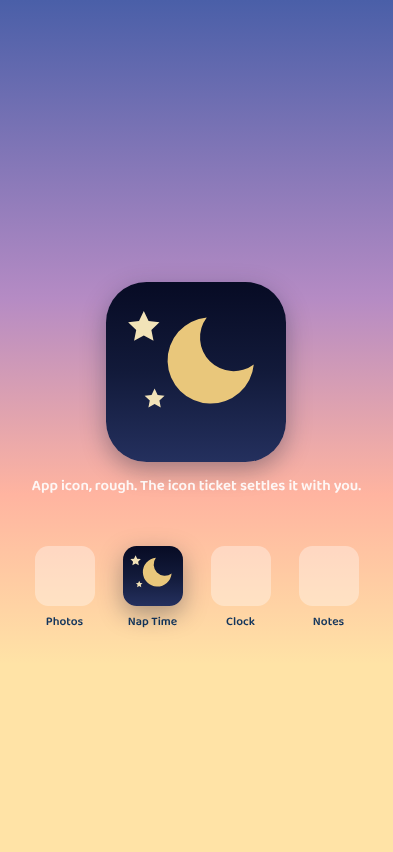 App icon, rough. The icon ticket settles it with you.
Photos
Nap Time
Clock
Notes